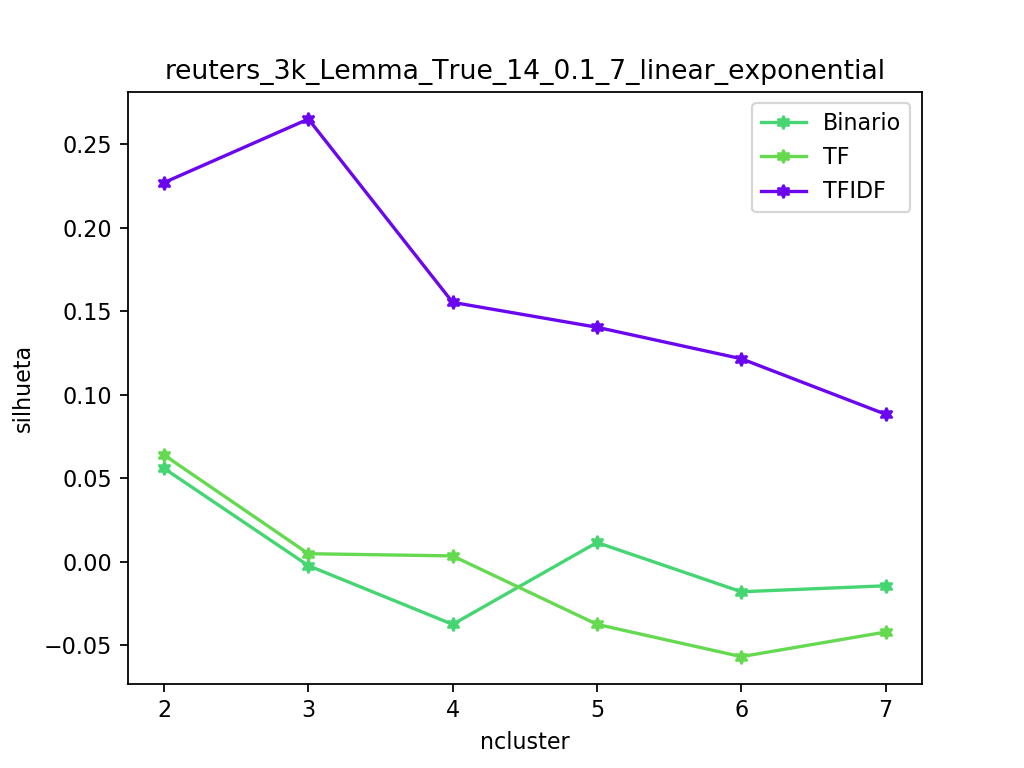 reuters_3k_Lemma_True_14_0.1_7_linear_exponential
Binario
TF
TFIDF
silhueta
0.25
0.20
0.15
0.10
0.05
0.00
−0.05
2 3 4 5 6 7
ncluster